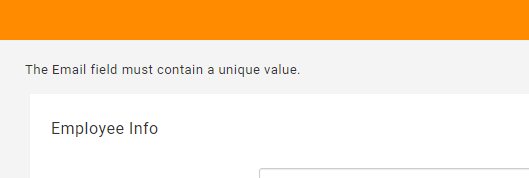 The Email field must contain a unique value.
Employee Info